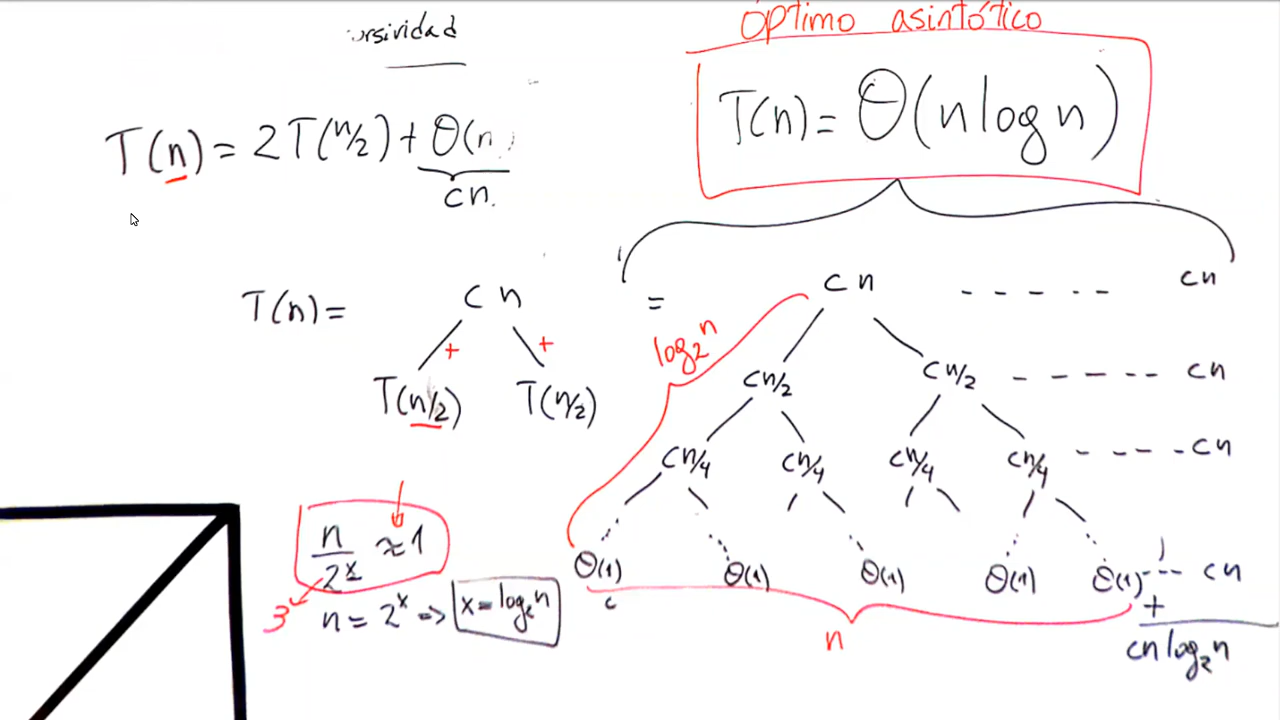 óptimo asintótico
T(n) = 2T(n/2) + Θ(n
cn.
T(n) = Θ(n log n)
T(n) = cn
+ +
T(n/2) T(n/2)
= cn - - - - - cn
log₂n
cn/2 cn/2 - - - - - - cn
cn/4 cn/4 cn/4 cn/4 - - - - - cn
Θ(1) Θ(1) Θ(1) Θ(1) Θ(1) - - - cn
c
n
+
cn log₂n
n/2ˣ ≈ 1
3
n = 2ˣ => x = log₂n